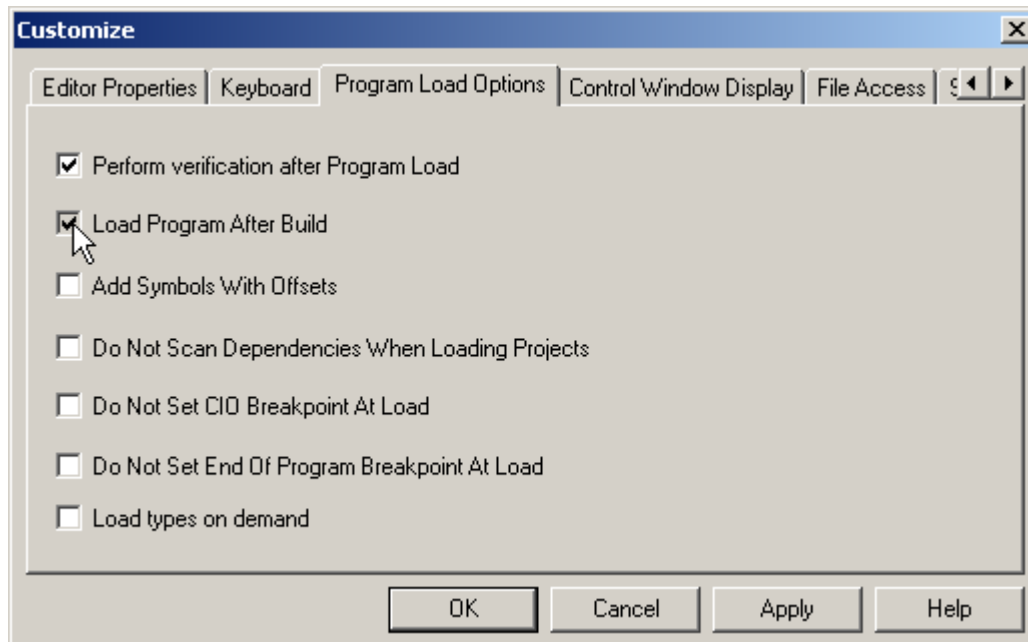 Customize
Editor Properties Keyboard Program Load Options Control Window Display File Access
Perform verification after Program Load
Load Program After Build
Add Symbols With Offsets
Do Not Scan Dependencies When Loading Projects
Do Not Set CIO Breakpoint At Load
Do Not Set End Of Program Breakpoint At Load
Load types on demand
OK Cancel Apply Help